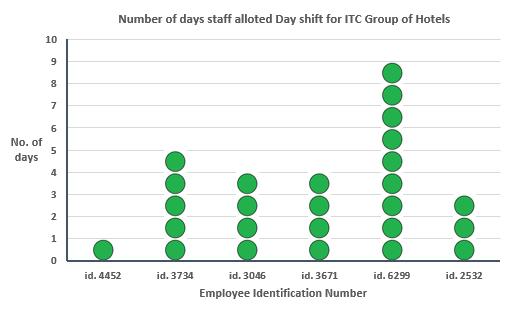 Number of days staff alloted Day shift for ITC Group of Hotels
10
9
8
7
6
5
4
3
2
1
0
No. of
days
id. 4452 id. 3734 id. 3046 id. 3671 id. 6299 id. 2532
Employee Identification Number